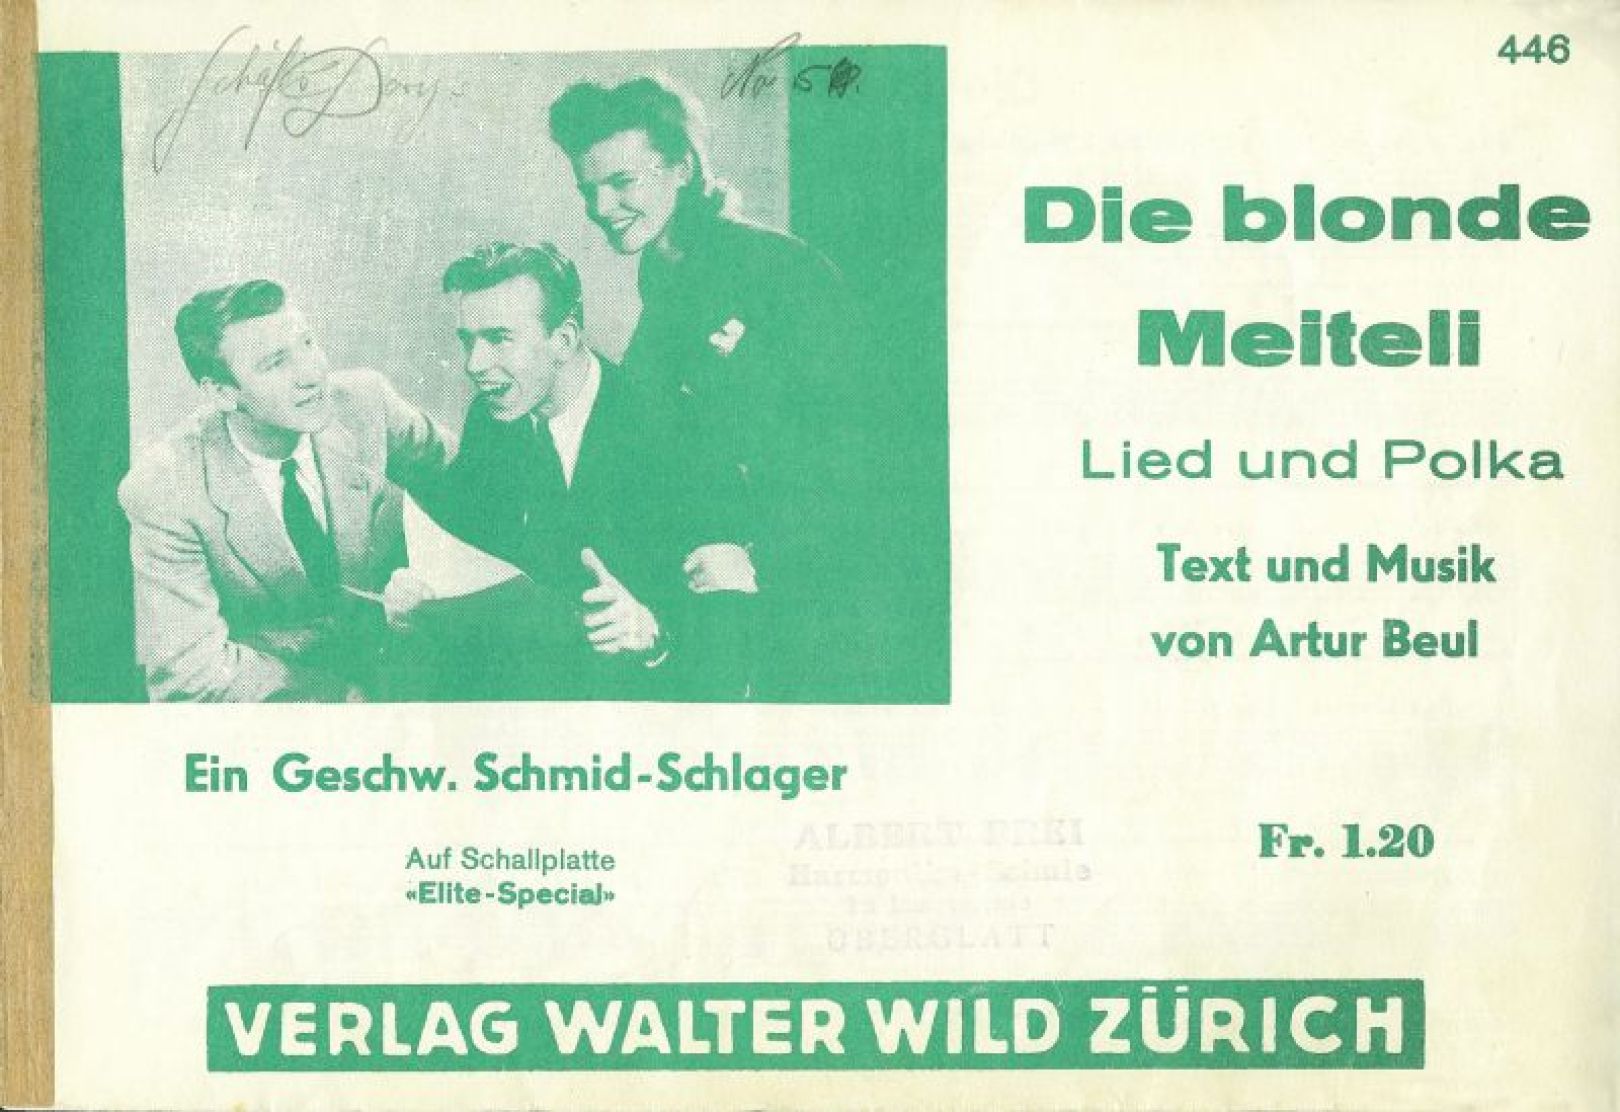 446
Die blonde
Meiteli
Lied und Polka
Text und Musik
von Artur Beul
Ein Geschw. Schmid-Schlager
Auf Schallplatte
«Elite-Special»
Fr. 1.20
ALBERT FREI
OBERGLATT
VERLAG WALTER WILD ZÜRICH